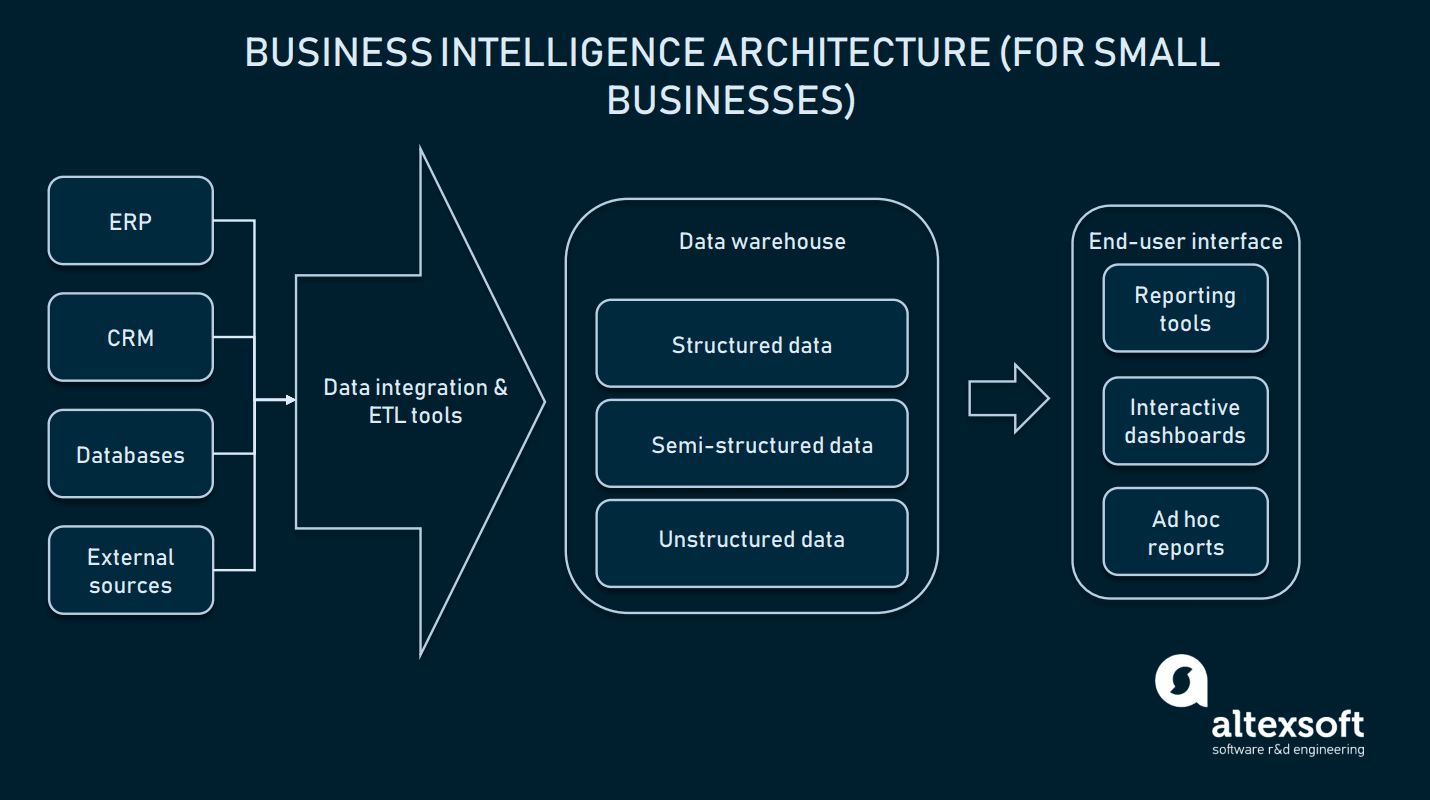 BUSINESS INTELLIGENCE ARCHITECTURE (FOR SMALL
BUSINESSES)
ERP
CRM
Databases
External
sources
Data integration &
ETL tools
Data warehouse
Structured data
Semi-structured data
Unstructured data
End-user interface
Reporting
tools
Interactive
dashboards
Ad hoc
reports
altexsoft
software r&d engineering